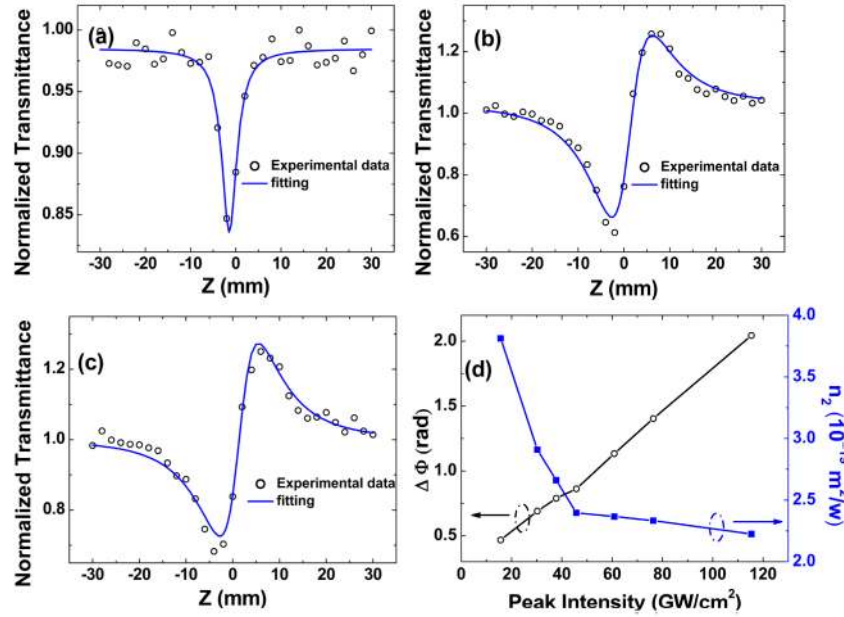 (a)
Normalized Transmittance
1.00
0.95
0.90
0.85
Experimental data
fitting
-30 -20 -10 0 10 20 30
Z (mm)
(b)
Normalized Transmittance
1.2
1.0
0.8
0.6
Experimental data
fitting
-30 -20 -10 0 10 20 30
Z (mm)
(c)
Normalized Transmittance
1.2
1.0
0.8
Experimental data
fitting
-30 -20 -10 0 10 20 30
Z (mm)
(d)
ΔΦ (rad)
2.0
1.5
1.0
0.5
0 20 40 60 80 100 120
Peak Intensity (GW/cm²)
4.0
3.5
3.0
2.5
2.0
n₂ (10⁻¹⁹ m²/w)